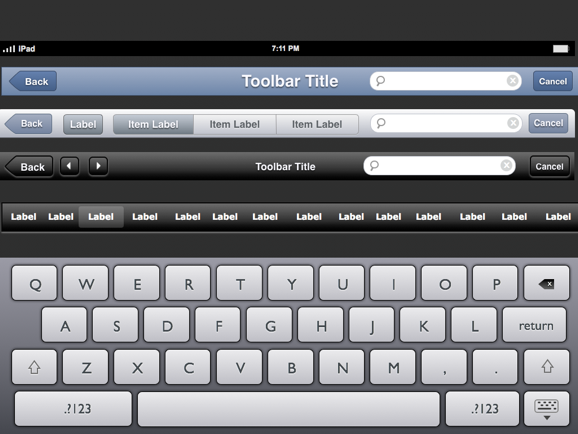 iPad 7:11 PM
Back Toolbar Title Cancel
Back Label Item Label Item Label Item Label Cancel
Back Toolbar Title Cancel
Label Label Label Label Label Label Label Label Label Label Label Label Label Label
Q W E R T Y U I O P x
A S D F G H J K L return
Z X C V B N M , .
.?123 .?123